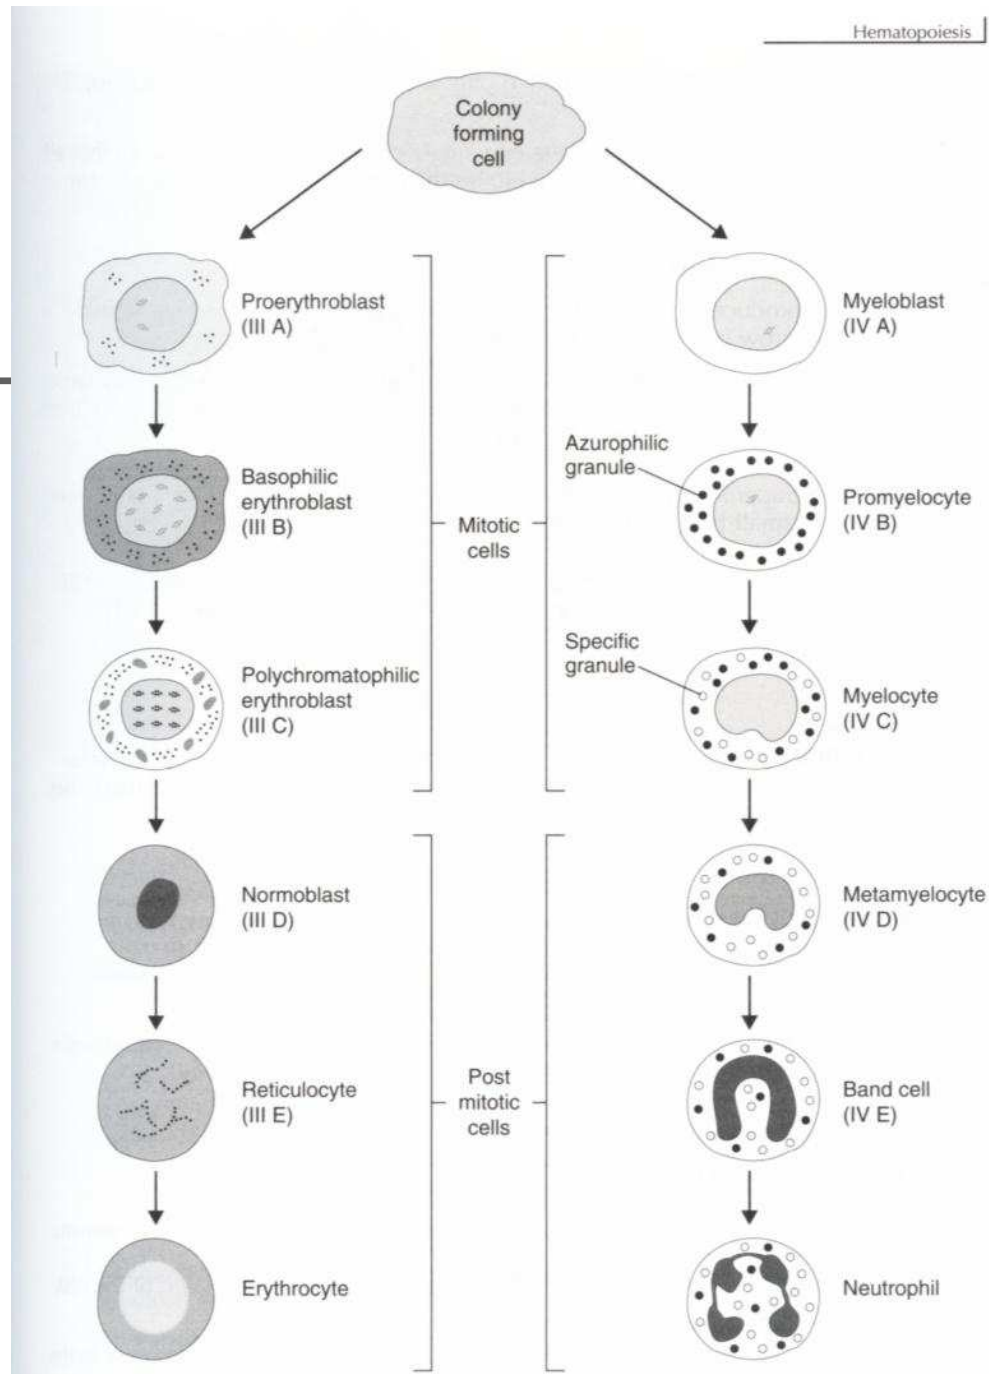 Hematopoiesis
Colony
forming
cell
Proerythroblast
(III A)
Myeloblast
(IV A)
Basophilic
erythroblast
(III B)
Mitotic
cells
Azurophilic
granule
Promyelocyte
(IV B)
Polychromatophilic
erythroblast
(III C)
Specific
granule
Myelocyte
(IV C)
Normoblast
(III D)
Metamyelocyte
(IV D)
Reticulocyte
(III E)
Post
mitotic
cells
Band cell
(IV E)
Erythrocyte
Neutrophil